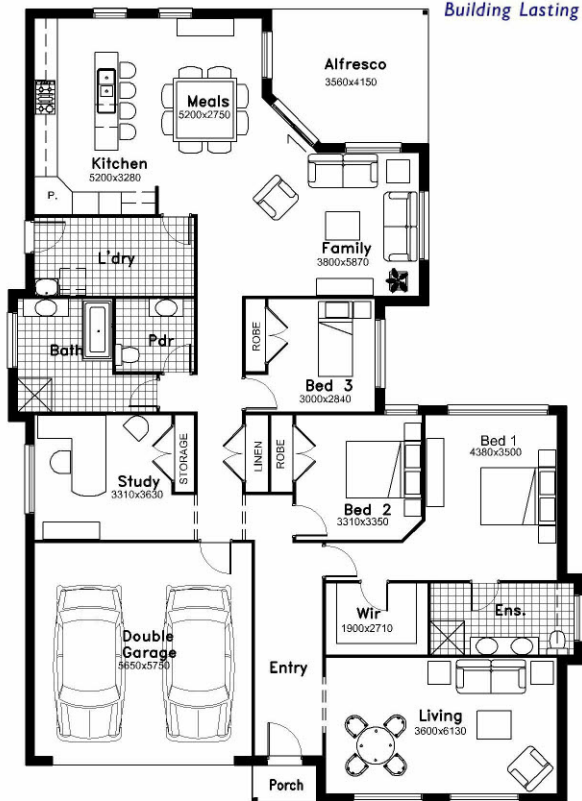 Building Lasting
Alfresco
3560x4150
Meals
5200x2750
Kitchen
5200x3280
P.
Family
3800x5870
L'dry
Bath
Pdr
ROBE
Bed 3
3000x2840
Study
3310x3630
STORAGE
LINEN
ROBE
Bed 2
3310x3350
Bed 1
4380x3500
Wir
1900x2710
Ens.
Double
Garage
5650x5750
Entry
Living
3600x6130
Porch